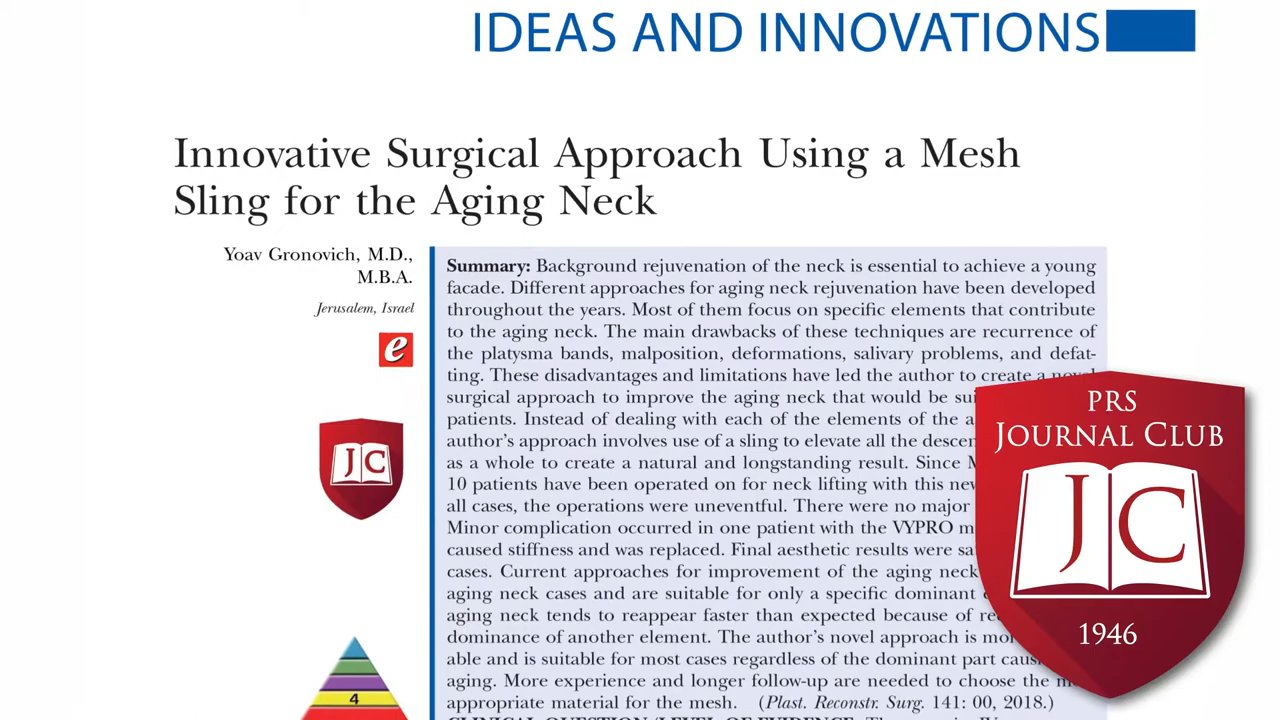 IDEAS AND INNOVATIONS
Innovative Surgical Approach Using a Mesh
Sling for the Aging Neck
Yoav Gronovich, M.D.,
M.B.A.
Jerusalem, Israel
e
JC
4
Summary: Background rejuvenation of the neck is essential to achieve a young
facade. Different approaches for aging neck rejuvenation have been developed
throughout the years. Most of them focus on specific elements that contribute
to the aging neck. The main drawbacks of these techniques are recurrence of
the platysma bands, malposition, deformations, salivary problems, and defat-
ting. These disadvantages and limitations have led the author to create a novel
surgical approach to improve the aging neck that would be
patients. Instead of dealing with each of the elements of the
author's approach involves use of a sling to elevate all the
as a whole to create a natural and longstanding result. Since
10 patients have been operated on for neck lifting with this
all cases, the operations were uneventful. There were no major
Minor complication occurred in one patient with the VYPRO
caused stiffness and was replaced. Final aesthetic results were
cases. Current approaches for improvement of the aging neck
aging neck cases and are suitable for only a specific dominant
aging neck tends to reappear faster than expected because of
dominance of another element. The author's novel approach is
able and is suitable for most cases regardless of the dominant part
aging. More experience and longer follow-up are needed to choose the
appropriate material for the mesh. (Plast. Reconstr. Surg. 141: 00, 2018.)
CLINICAL QUESTION/LEVEL OF EVIDENCE:
PRS
JOURNAL CLUB
JC
1946